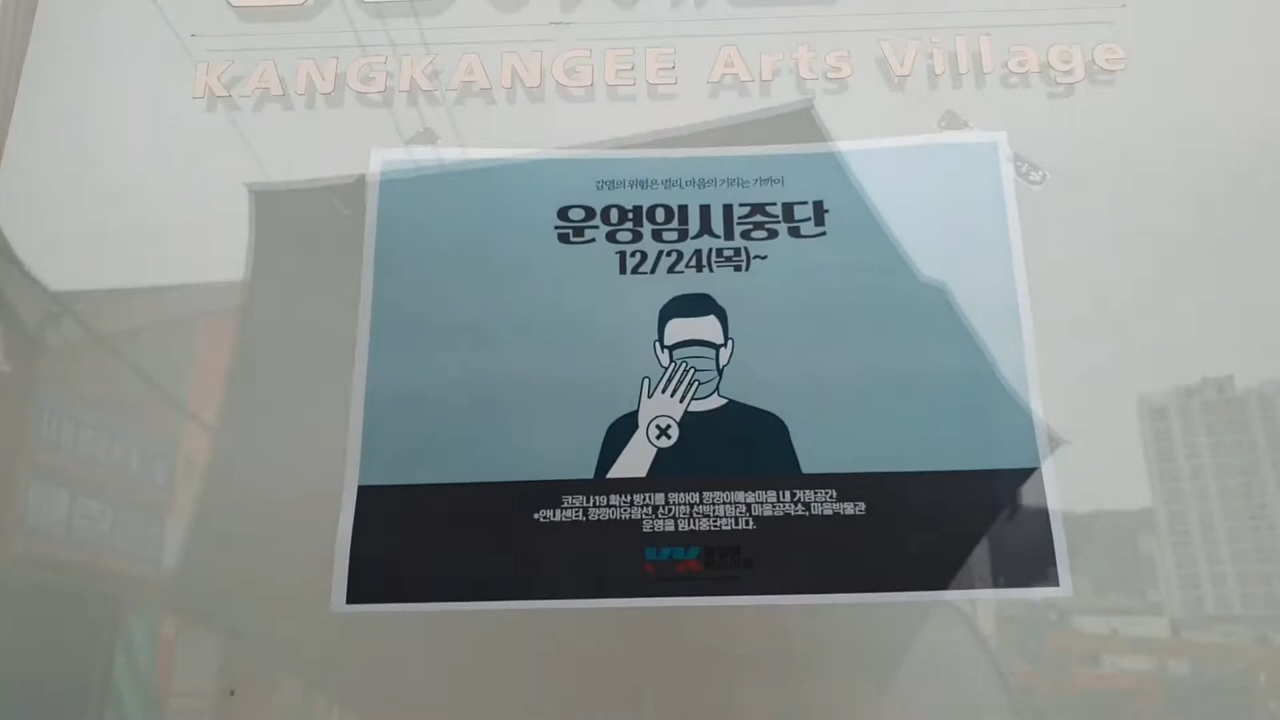 KANGKANGEE Arts Village
감염의 위험은 멀리, 마음의 거리는 가까이
운영임시중단
12/24(목)~
코로나19 확산 방지를 위하여 깡깡이예술마을 내 거점공간
*안내센터, 깡깡이유람선, 신기한 선박체험관, 마을공작소, 마을박물관
운영을 임시중단합니다.